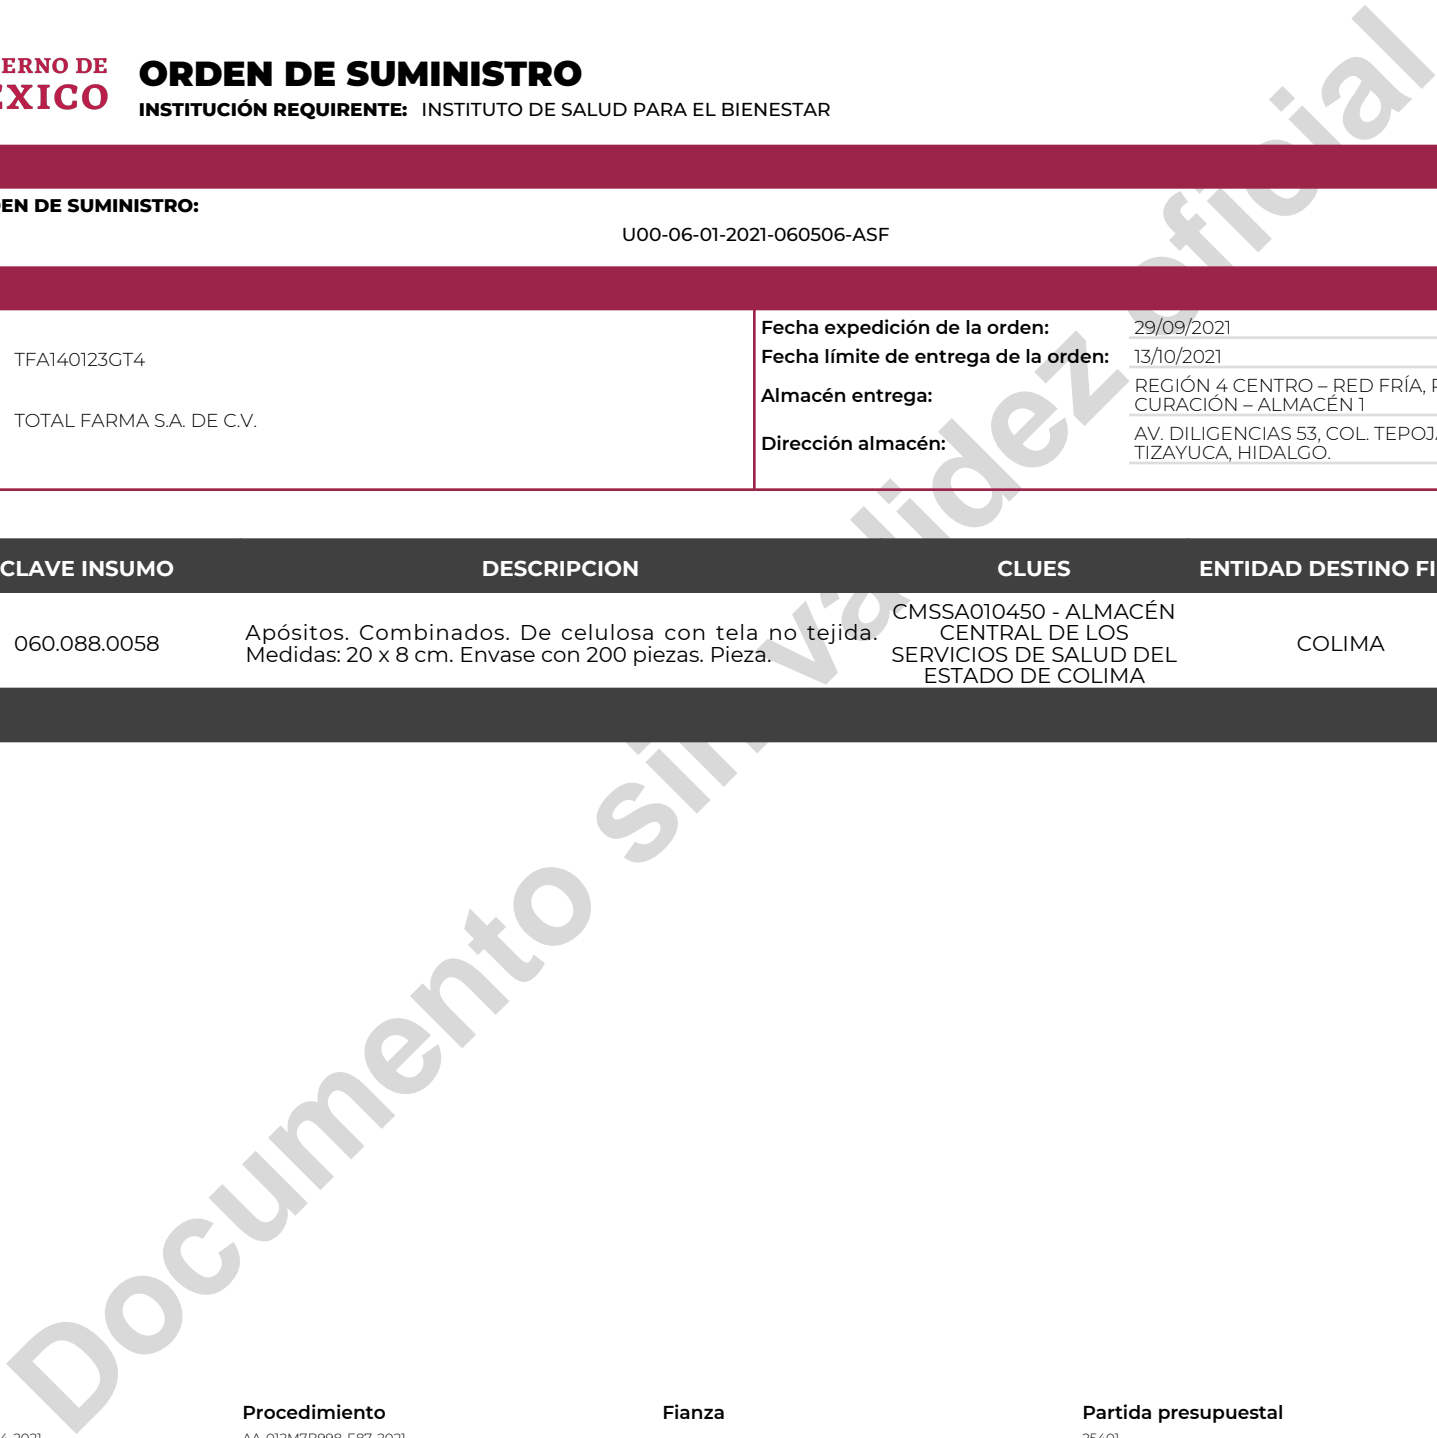 ERNO DE
EXICO
ORDEN DE SUMINISTRO
INSTITUCIÓN REQUIRENTE: INSTITUTO DE SALUD PARA EL BIENESTAR
EN DE SUMINISTRO:
U00-06-01-2021-060506-ASF
TFA140123GT4
TOTAL FARMA S.A. DE C.V.
Fecha expedición de la orden: 29/09/2021
Fecha límite de entrega de la orden: 13/10/2021
Almacén entrega: REGIÓN 4 CENTRO – RED FRÍA,
CURACIÓN – ALMACÉN 1
Dirección almacén: AV. DILIGENCIAS 53, COL. TEPOJ
TIZAYUCA, HIDALGO.
CLAVE INSUMO DESCRIPCION CLUES ENTIDAD DESTINO FI
060.088.0058
Apósitos. Combinados. De celulosa con tela no tejida.
Medidas: 20 x 8 cm. Envase con 200 piezas. Pieza.
CMSSA010450 - ALMACÉN
CENTRAL DE LOS
SERVICIOS DE SALUD DEL
ESTADO DE COLIMA
COLIMA
Documento sin validez oficial
Procedimiento Fianza Partida presupuestal